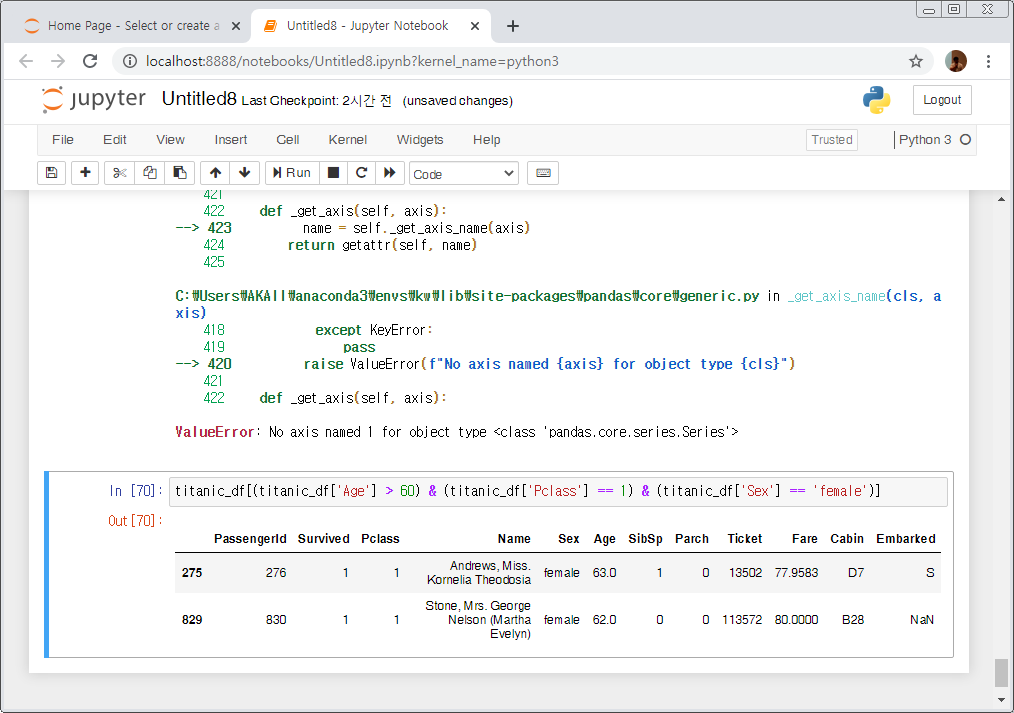 Home Page - Select or create a
Untitled8 - Jupyter Notebook
localhost:8888/notebooks/Untitled8.ipynb?kernel_name=python3
jupyter Untitled8 Last Checkpoint: 2시간 전 (unsaved changes)
Logout
File Edit View Insert Cell Kernel Widgets Help Trusted Python 3
Run Code
421
422 def _get_axis(self, axis):
--> 423 name = self._get_axis_name(axis)
424 return getattr(self, name)
425
C:₩Users₩AKAll₩anaconda3₩envs₩kw₩lib₩site-packages₩pandas₩core₩generic.py in _get_axis_name(cls, a
xis)
418 except KeyError:
419 pass
--> 420 raise ValueError(f"No axis named {axis} for object type {cls}")
421
422 def _get_axis(self, axis):
ValueError: No axis named 1 for object type <class 'pandas.core.series.Series'>
In [70]: titanic_df[(titanic_df['Age'] > 60) & (titanic_df['Pclass'] == 1) & (titanic_df['Sex'] == 'female')]
Out[70]:
PassengerId Survived Pclass Name Sex Age SibSp Parch Ticket Fare Cabin Embarked
275 276 1 1 Andrews, Miss. Kornelia Theodosia female 63.0 1 0 13502 77.9583 D7 S
829 830 1 1 Stone, Mrs. George Nelson (Martha Evelyn) female 62.0 0 0 113572 80.0000 B28 NaN